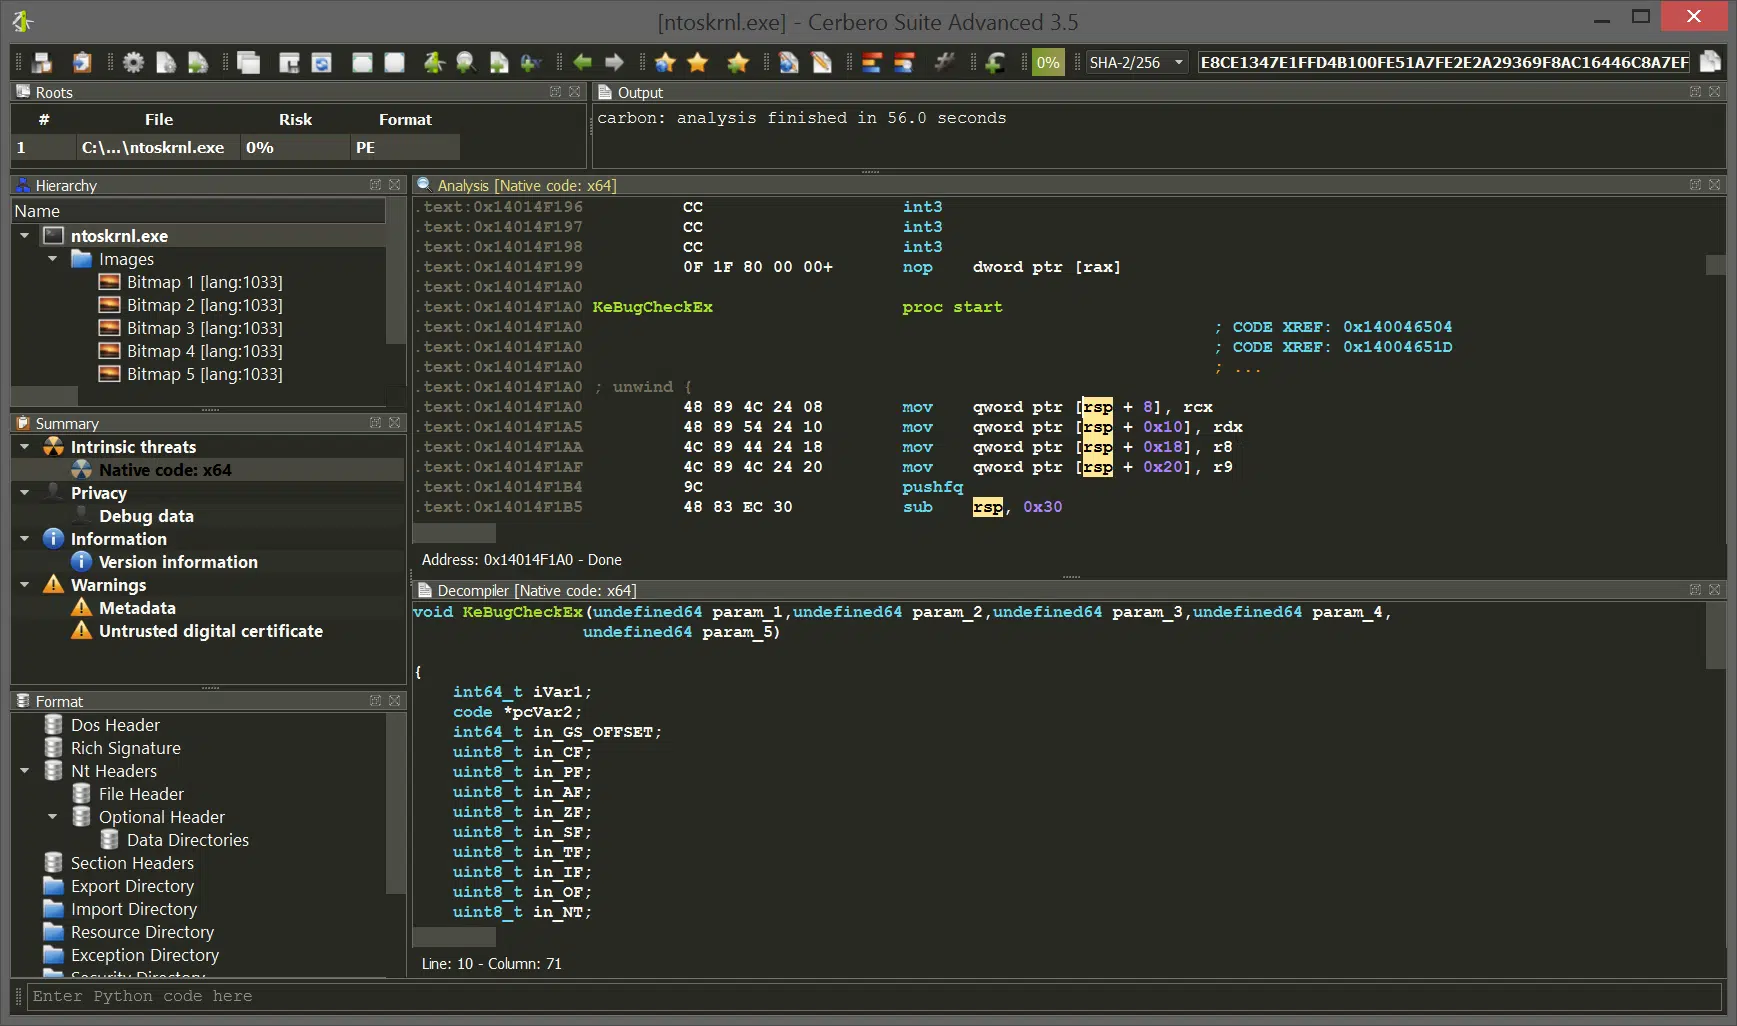 [ntoskrnl.exe] - Cerbero Suite Advanced 3.5
0% SHA-2/256 E8CE1347E1FFD4B100FE51A7FE2E2A29369F8AC16446C8A7EF
Roots
# File Risk Format
1 C:\...\ntoskrnl.exe 0% PE
Output
carbon: analysis finished in 56.0 seconds
Hierarchy
Name
ntoskrnl.exe
Images
Bitmap 1 [lang:1033]
Bitmap 2 [lang:1033]
Bitmap 3 [lang:1033]
Bitmap 4 [lang:1033]
Bitmap 5 [lang:1033]
Summary
Intrinsic threats
Native code: x64
Privacy
Debug data
Information
Version information
Warnings
Metadata
Untrusted digital certificate
Format
Dos Header
Rich Signature
Nt Headers
File Header
Optional Header
Data Directories
Section Headers
Export Directory
Import Directory
Resource Directory
Exception Directory
Security Directory
Analysis [Native code: x64]
.text:0x14014F196 CC int3
.text:0x14014F197 CC int3
.text:0x14014F198 CC int3
.text:0x14014F199 0F 1F 80 00 00+ nop dword ptr [rax]
.text:0x14014F1A0
.text:0x14014F1A0 KeBugCheckEx proc start
.text:0x14014F1A0 ; CODE XREF: 0x140046504
.text:0x14014F1A0 ; CODE XREF: 0x14004651D
.text:0x14014F1A0 ; ...
.text:0x14014F1A0 ; unwind {
.text:0x14014F1A0 48 89 4C 24 08 mov qword ptr [rsp + 8], rcx
.text:0x14014F1A5 48 89 54 24 10 mov qword ptr [rsp + 0x10], rdx
.text:0x14014F1AA 4C 89 44 24 18 mov qword ptr [rsp + 0x18], r8
.text:0x14014F1AF 4C 89 4C 24 20 mov qword ptr [rsp + 0x20], r9
.text:0x14014F1B4 9C pushfq
.text:0x14014F1B5 48 83 EC 30 sub rsp, 0x30
Address: 0x14014F1A0 - Done
Decompiler [Native code: x64]
void KeBugCheckEx(undefined64 param_1,undefined64 param_2,undefined64 param_3,undefined64 param_4,
undefined64 param_5)
{
int64_t iVar1;
code *pcVar2;
int64_t in_GS_OFFSET;
uint8_t in_CF;
uint8_t in_PF;
uint8_t in_AF;
uint8_t in_ZF;
uint8_t in_SF;
uint8_t in_TF;
uint8_t in_IF;
uint8_t in_OF;
uint8_t in_NT;
Line: 10 - Column: 71
Enter Python code here